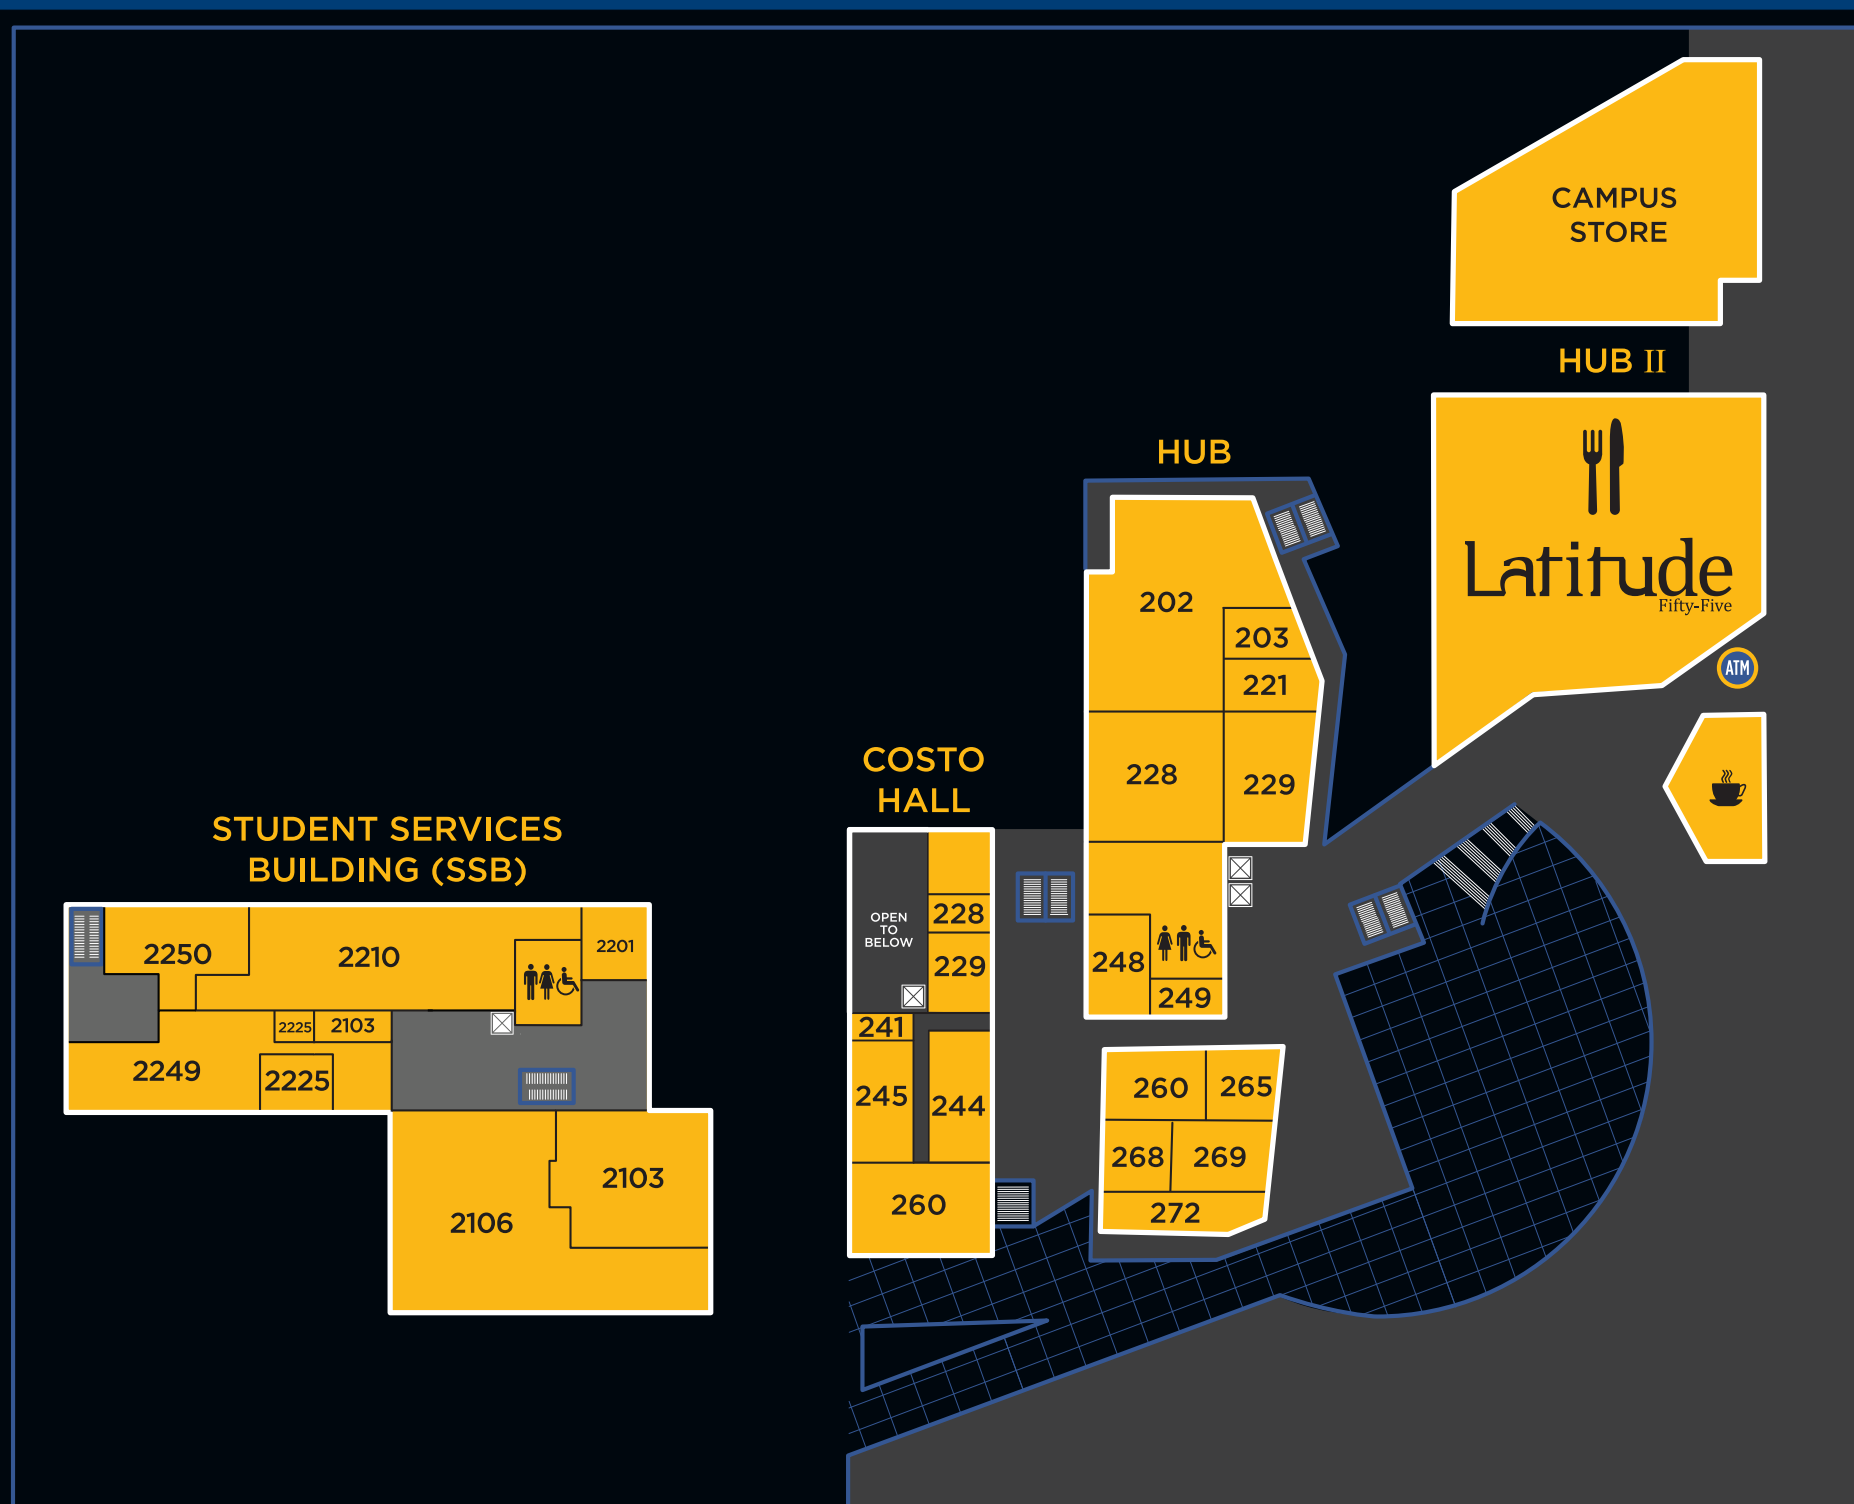 CAMPUS
STORE
HUB II
Latitude
Fifty-Five
ATM
HUB
202
203
221
228
229
248
249
260
265
268
269
272
COSTO
HALL
OPEN
TO
BELOW
228
229
241
245
244
260
STUDENT SERVICES
BUILDING (SSB)
2250
2210
2201
2225
2103
2249
2225
2103
2106